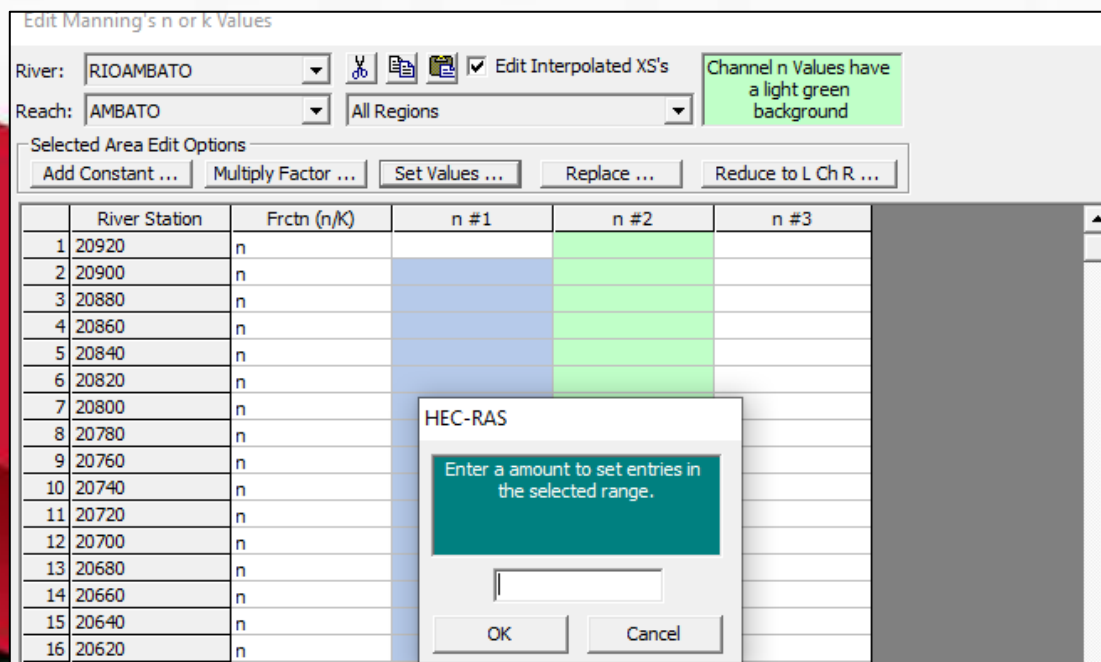 Edit Manning's n or k Values
River: RIOAMBATO Edit Interpolated XS's
Reach: AMBATO All Regions
Channel n Values have
a light green
background
Selected Area Edit Options
Add Constant ... Multiply Factor ... Set Values ... Replace ... Reduce to L Ch R ...
River Station Frctn (n/K) n #1 n #2 n #3
1 20920 n
2 20900 n
3 20880 n
4 20860 n
5 20840 n
6 20820 n
7 20800 n
8 20780 n
9 20760 n
10 20740 n
11 20720 n
12 20700 n
13 20680 n
14 20660 n
15 20640 n
16 20620 n
HEC-RAS
Enter a amount to set entries in
the selected range.
OK Cancel